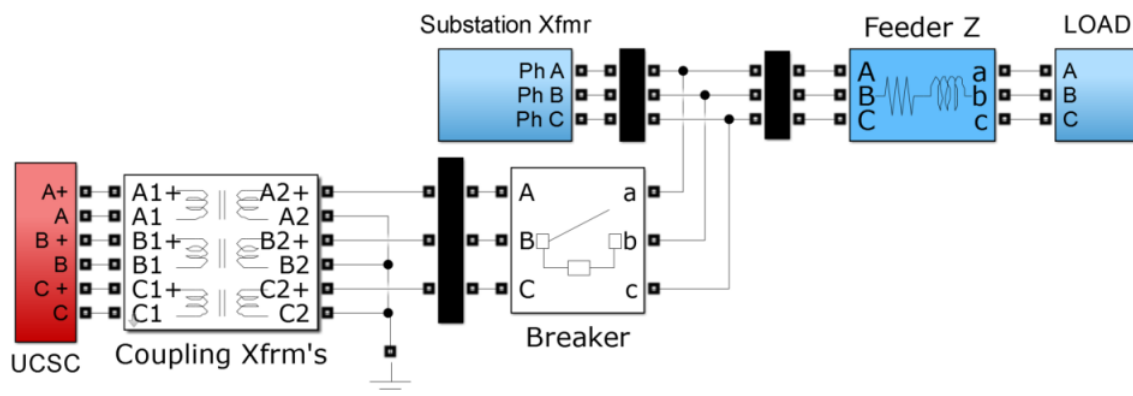 Substation Xfmr
Feeder Z
LOAD
Ph A
Ph B
Ph C
A a
B b
C c
A
B
C
A+
A
B +
B
C +
C
A1+ A2+
A1 A2
B1+ B2+
B1 B2
C1+ C2+
C1 C2
A a
B b
C c
UCSC
Coupling Xfrm's
Breaker